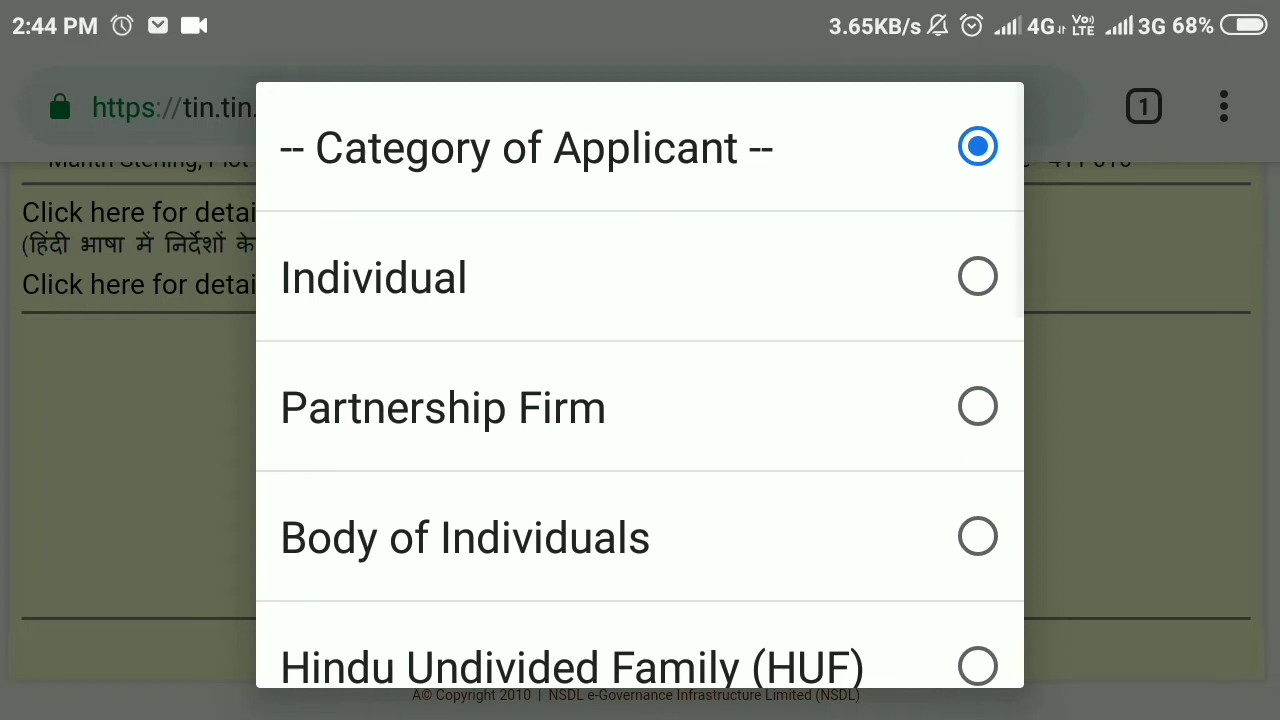 2:44 PM 3.65KB/s 4G VoLTE 3G 68%
https://tin.tin. 1
-- Category of Applicant --
Click here for detai
(हिंदी भाषा में निर्देशों के
Individual
Click here for detai
Partnership Firm
Body of Individuals
Hindu Undivided Family (HUF)
Â© Copyright 2010 | NSDL e-Governance Infrastructure Limited (NSDL)